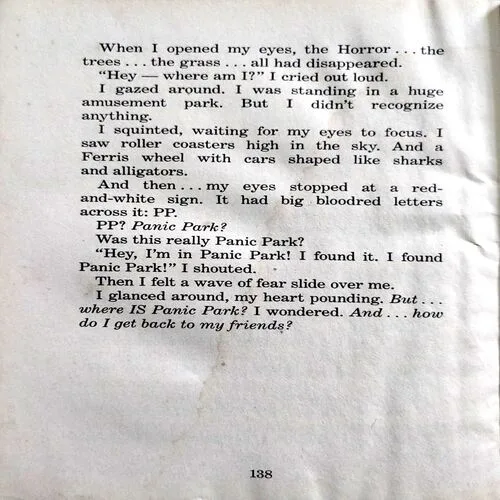 When I opened my eyes, the Horror . . . the
trees . . . the grass . . . all had disappeared.
“Hey — where am I?” I cried out loud.
I gazed around. I was standing in a huge
amusement park. But I didn’t recognize
anything.
I squinted, waiting for my eyes to focus. I
saw roller coasters high in the sky. And a
Ferris wheel with cars shaped like sharks
and alligators.
And then . . . my eyes stopped at a red-
and-white sign. It had big bloodred letters
across it: PP.
PP? Panic Park?
Was this really Panic Park?
“Hey, I’m in Panic Park! I found it. I found
Panic Park!” I shouted.
Then I felt a wave of fear slide over me.
I glanced around, my heart pounding. But . . .
where IS Panic Park? I wondered. And . . . how
do I get back to my friends?
138